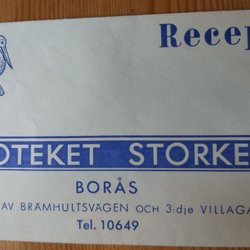 Recep
OTEKET STORKE
BORÅS
AV BRÄMHULTSVÄGEN OCH 3:dje VILLAGA
Tel. 10649